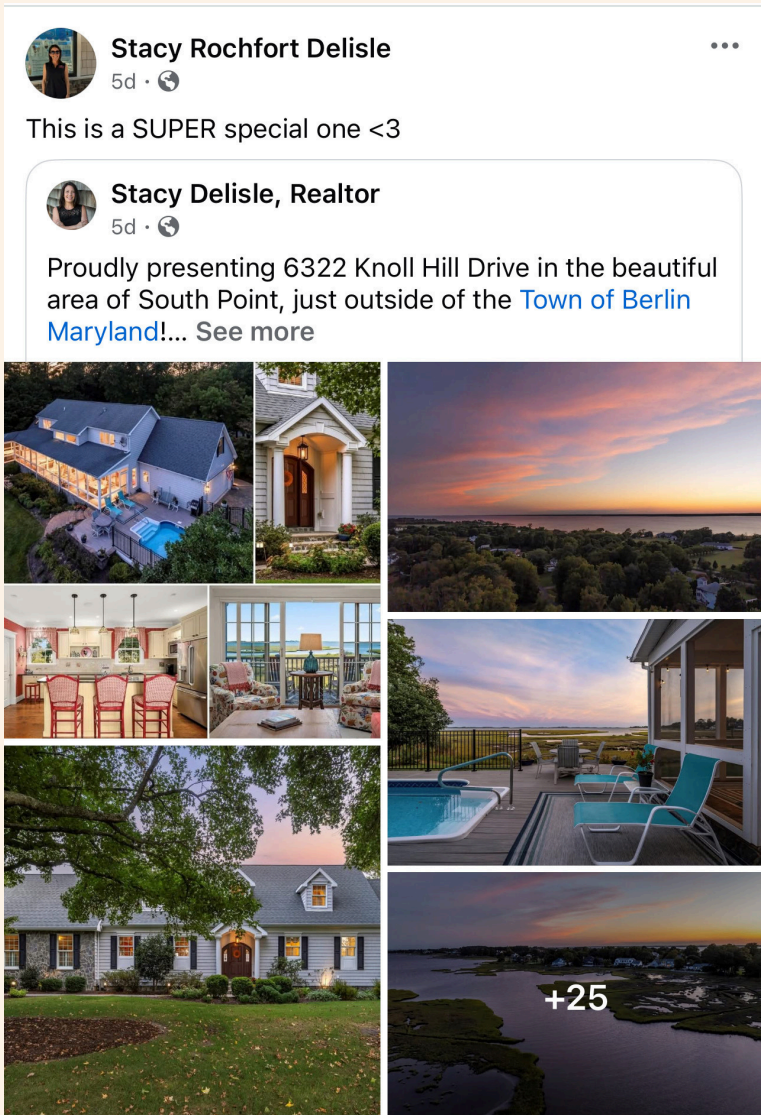 Stacy Rochfort Delisle
5d ·
This is a SUPER special one <3
Stacy Delisle, Realtor
5d ·
Proudly presenting 6322 Knoll Hill Drive in the beautiful
area of South Point, just outside of the Town of Berlin
Maryland!... See more
+25